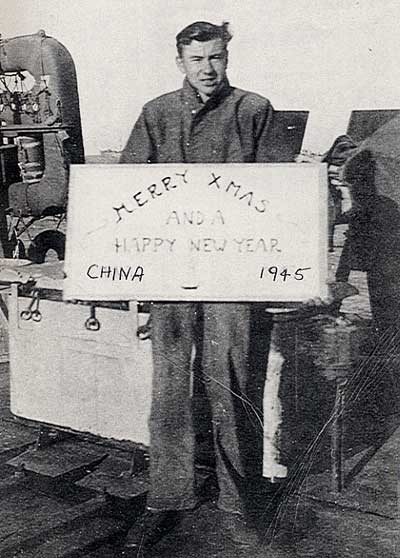 MERRY XMAS
AND A
HAPPY NEW YEAR
CHINA 1945